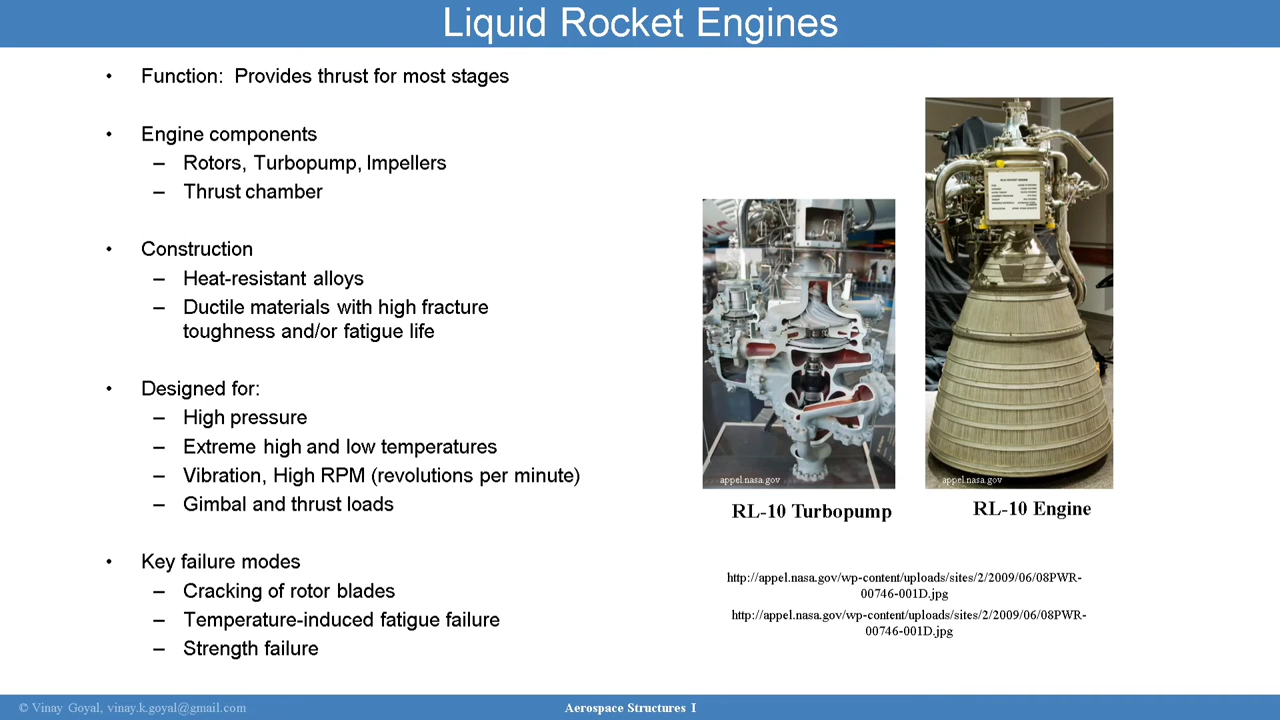 Liquid Rocket Engines
• Function: Provides thrust for most stages
• Engine components
– Rotors, Turbopump, Impellers
– Thrust chamber
• Construction
– Heat-resistant alloys
– Ductile materials with high fracture
toughness and/or fatigue life
• Designed for:
– High pressure
– Extreme high and low temperatures
– Vibration, High RPM (revolutions per minute)
– Gimbal and thrust loads
• Key failure modes
– Cracking of rotor blades
– Temperature-induced fatigue failure
– Strength failure
appel.nasa.gov
RL-10 Turbopump
appel.nasa.gov
RL-10 Engine
http://appel.nasa.gov/wp-content/uploads/sites/2/2009/06/08PWR-
00746-001D.jpg
http://appel.nasa.gov/wp-content/uploads/sites/2/2009/06/08PWR-
00746-001D.jpg
© Vinay Goyal, vinay.k.goyal@gmail.com
Aerospace Structures I